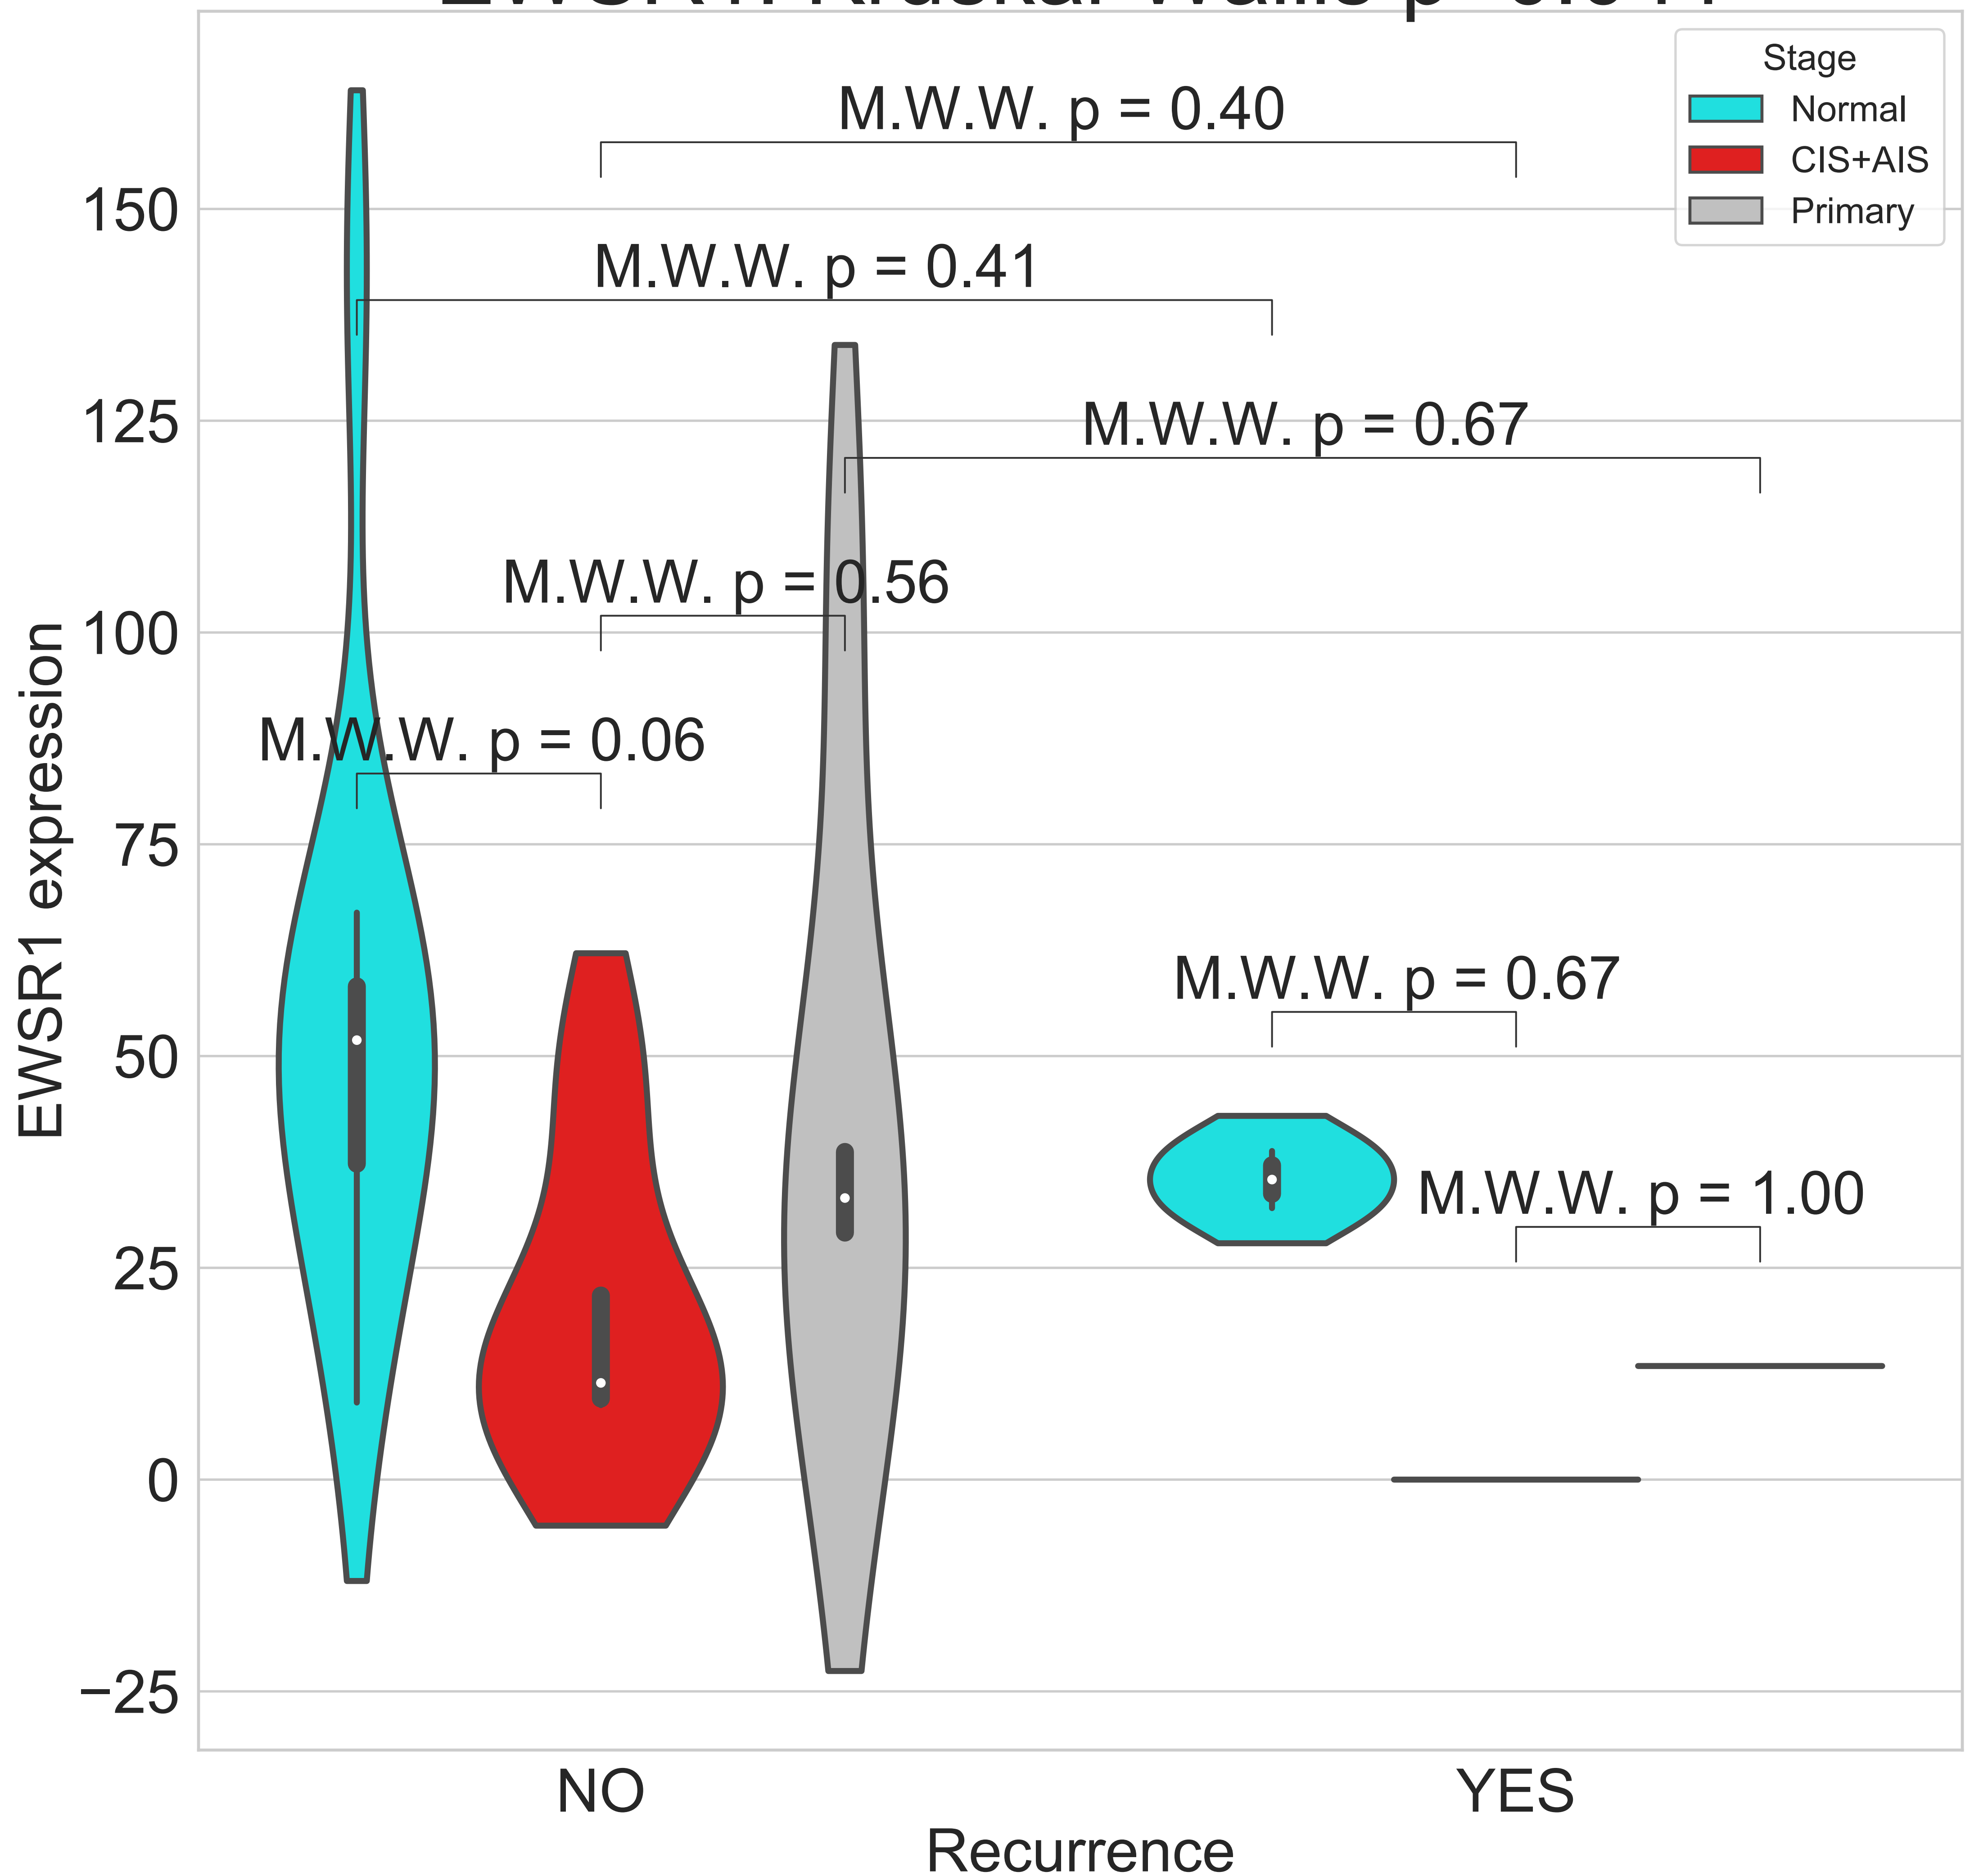 Stage
Normal
CIS+AIS
Primary
M.W.W. p = 0.40
150
M.W.W. p = 0.41
125
M.W.W. p = 0.67
M.W.W. p = 0.56
100
M.W.W. p = 0.06
75
M.W.W. p = 0.67
50
M.W.W. p = 1.00
25
0
−25
EWSR1 expression
NO
YES
Recurrence